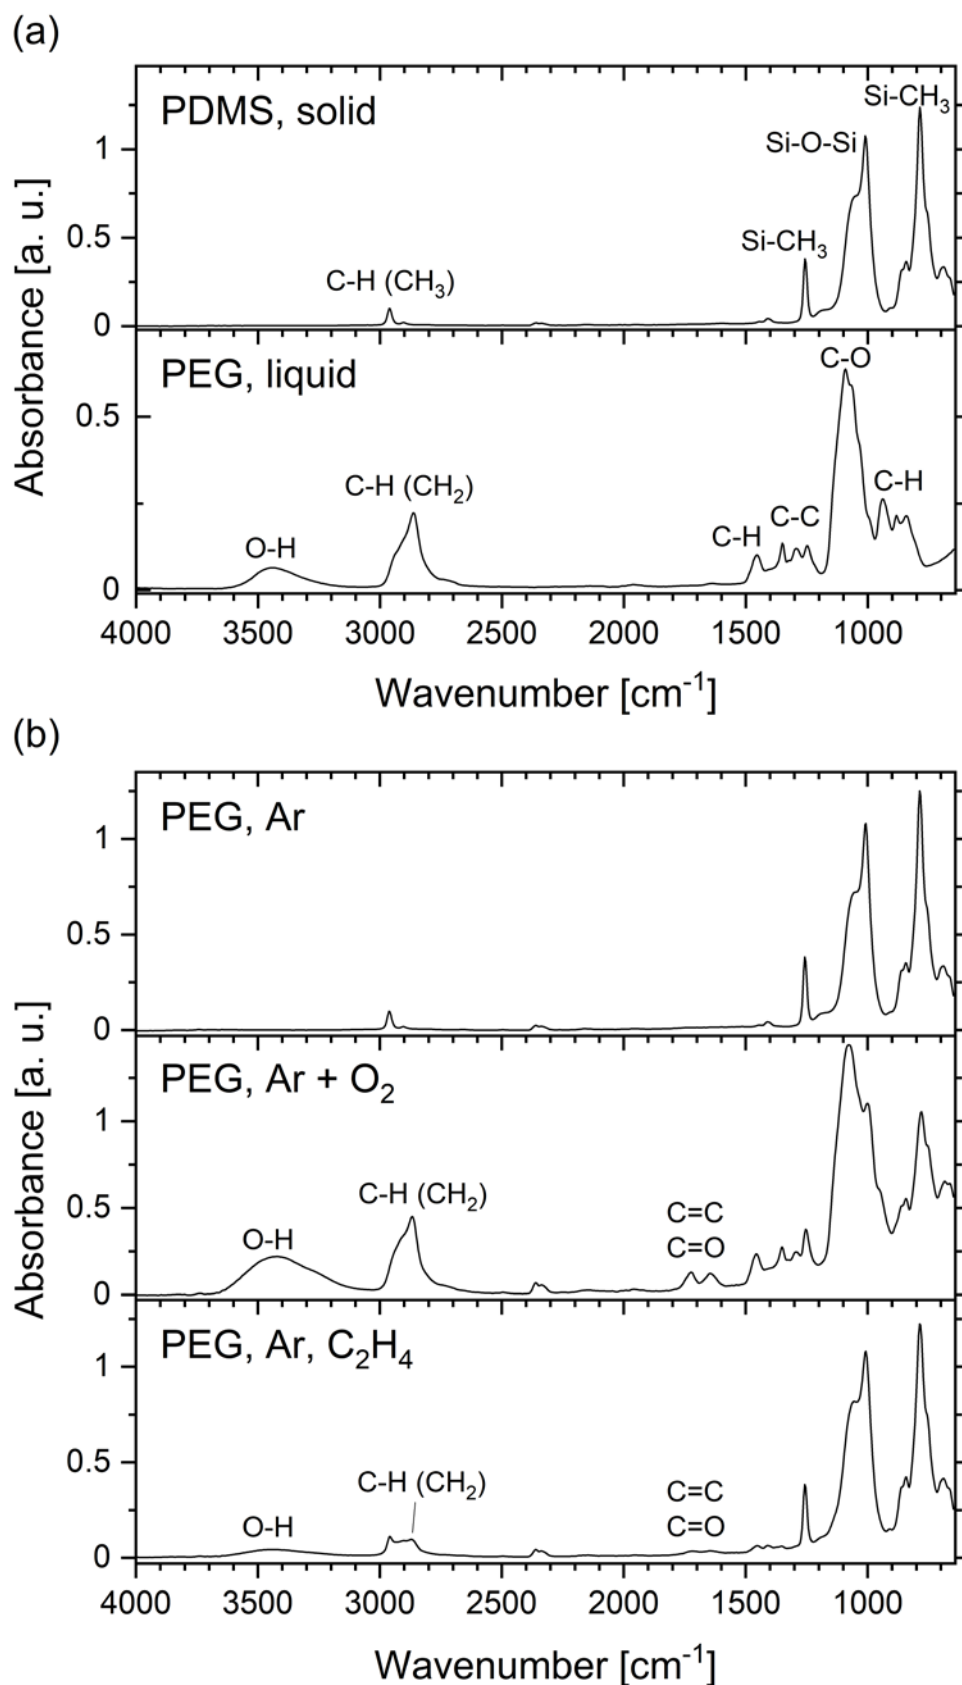 (a)
PDMS, solid
Si-CH₃
Si-O-Si
Si-CH₃
C-H (CH₃)
1
0.5
0
PEG, liquid
C-O
C-H (CH₂)
C-H
C-C
C-H
O-H
0.5
0
Absorbance [a. u.]
4000 3500 3000 2500 2000 1500 1000
Wavenumber [cm⁻¹]
(b)
PEG, Ar
1
0.5
0
PEG, Ar + O₂
C-H (CH₂)
O-H
C=C
C=O
1
0.5
0
PEG, Ar, C₂H₄
C-H (CH₂)
O-H
C=C
C=O
1
0.5
0
Absorbance [a. u.]
4000 3500 3000 2500 2000 1500 1000
Wavenumber [cm⁻¹]